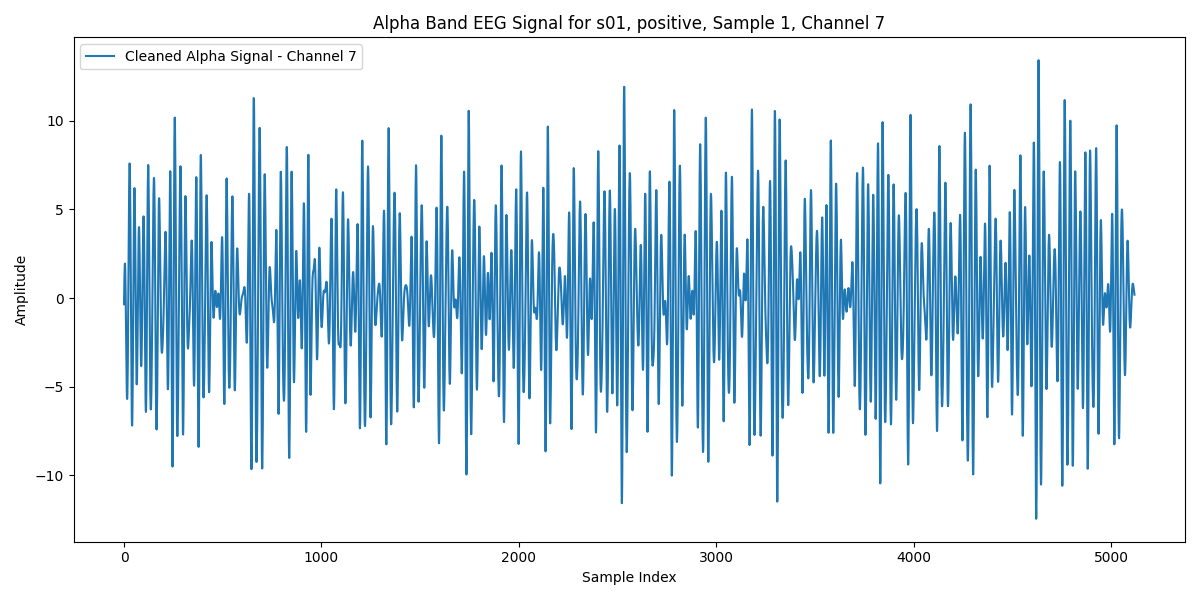 Alpha Band EEG Signal for s01, positive, Sample 1, Channel 7
Cleaned Alpha Signal - Channel 7
Amplitude
10
5
0
−5
−10
0 1000 2000 3000 4000 5000
Sample Index